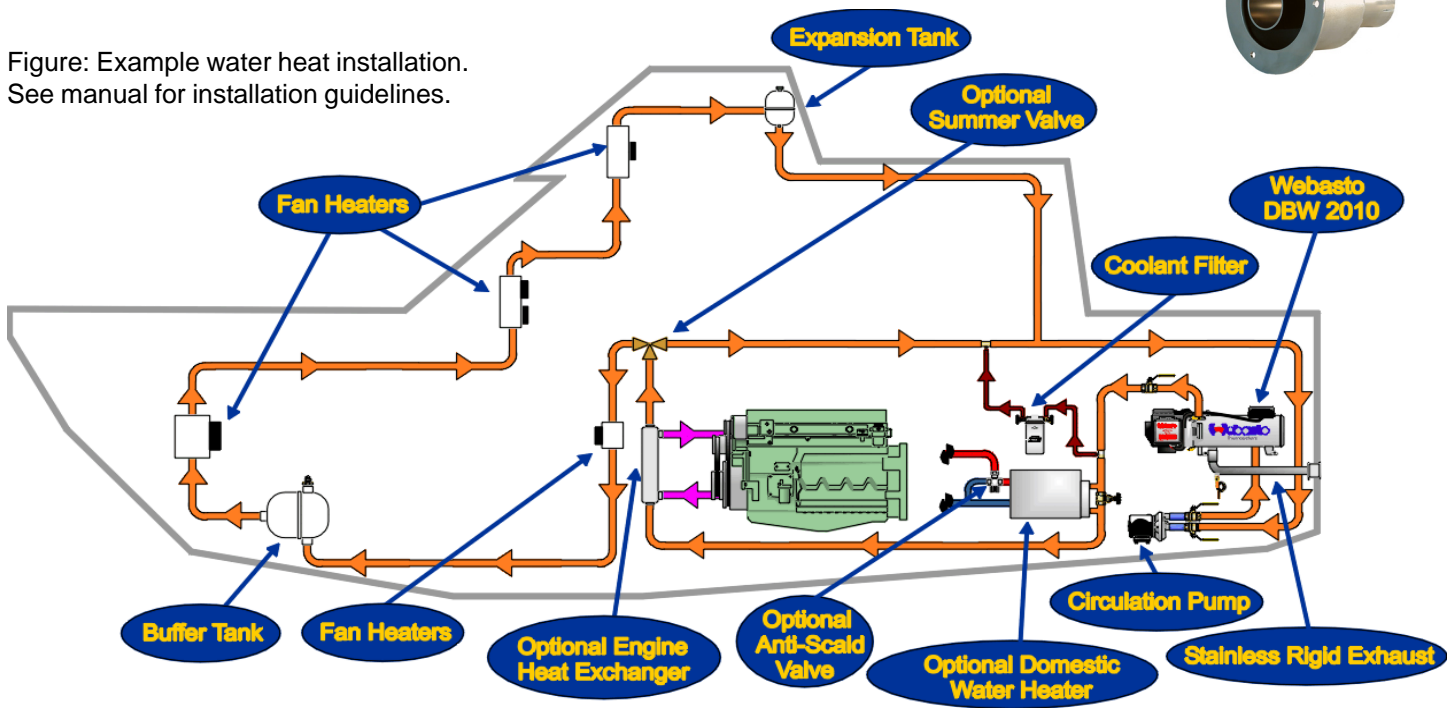 Figure: Example water heat installation.
See manual for installation guidelines.
Expansion Tank
Optional
Summer Valve
Fan Heaters
Webasto
DBW 2010
Coolant Filter
Webasto
Buffer Tank
Fan Heaters
Optional Engine
Heat Exchanger
Optional
Anti-Scald
Valve
Optional Domestic
Water Heater
Circulation Pump
Stainless Rigid Exhaust